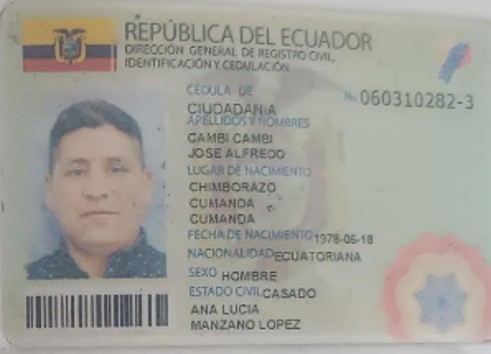 REPÚBLICA DEL ECUADOR
DIRECCIÓN GENERAL DE REGISTRO CIVIL,
IDENTIFICACIÓN Y CEDULACIÓN
CÉDULA DE
CIUDADANIA
No. 060310282-3
APELLIDOS Y NOMBRES
CAMBI CAMBI
JOSE ALFREDO
LUGAR DE NACIMIENTO
CHIMBORAZO
CUMANDA
CUMANDA
FECHA DE NACIMIENTO 1978-06-18
NACIONALIDAD ECUATORIANA
SEXO HOMBRE
ESTADO CIVIL CASADO
ANA LUCIA
MANZANO LOPEZ